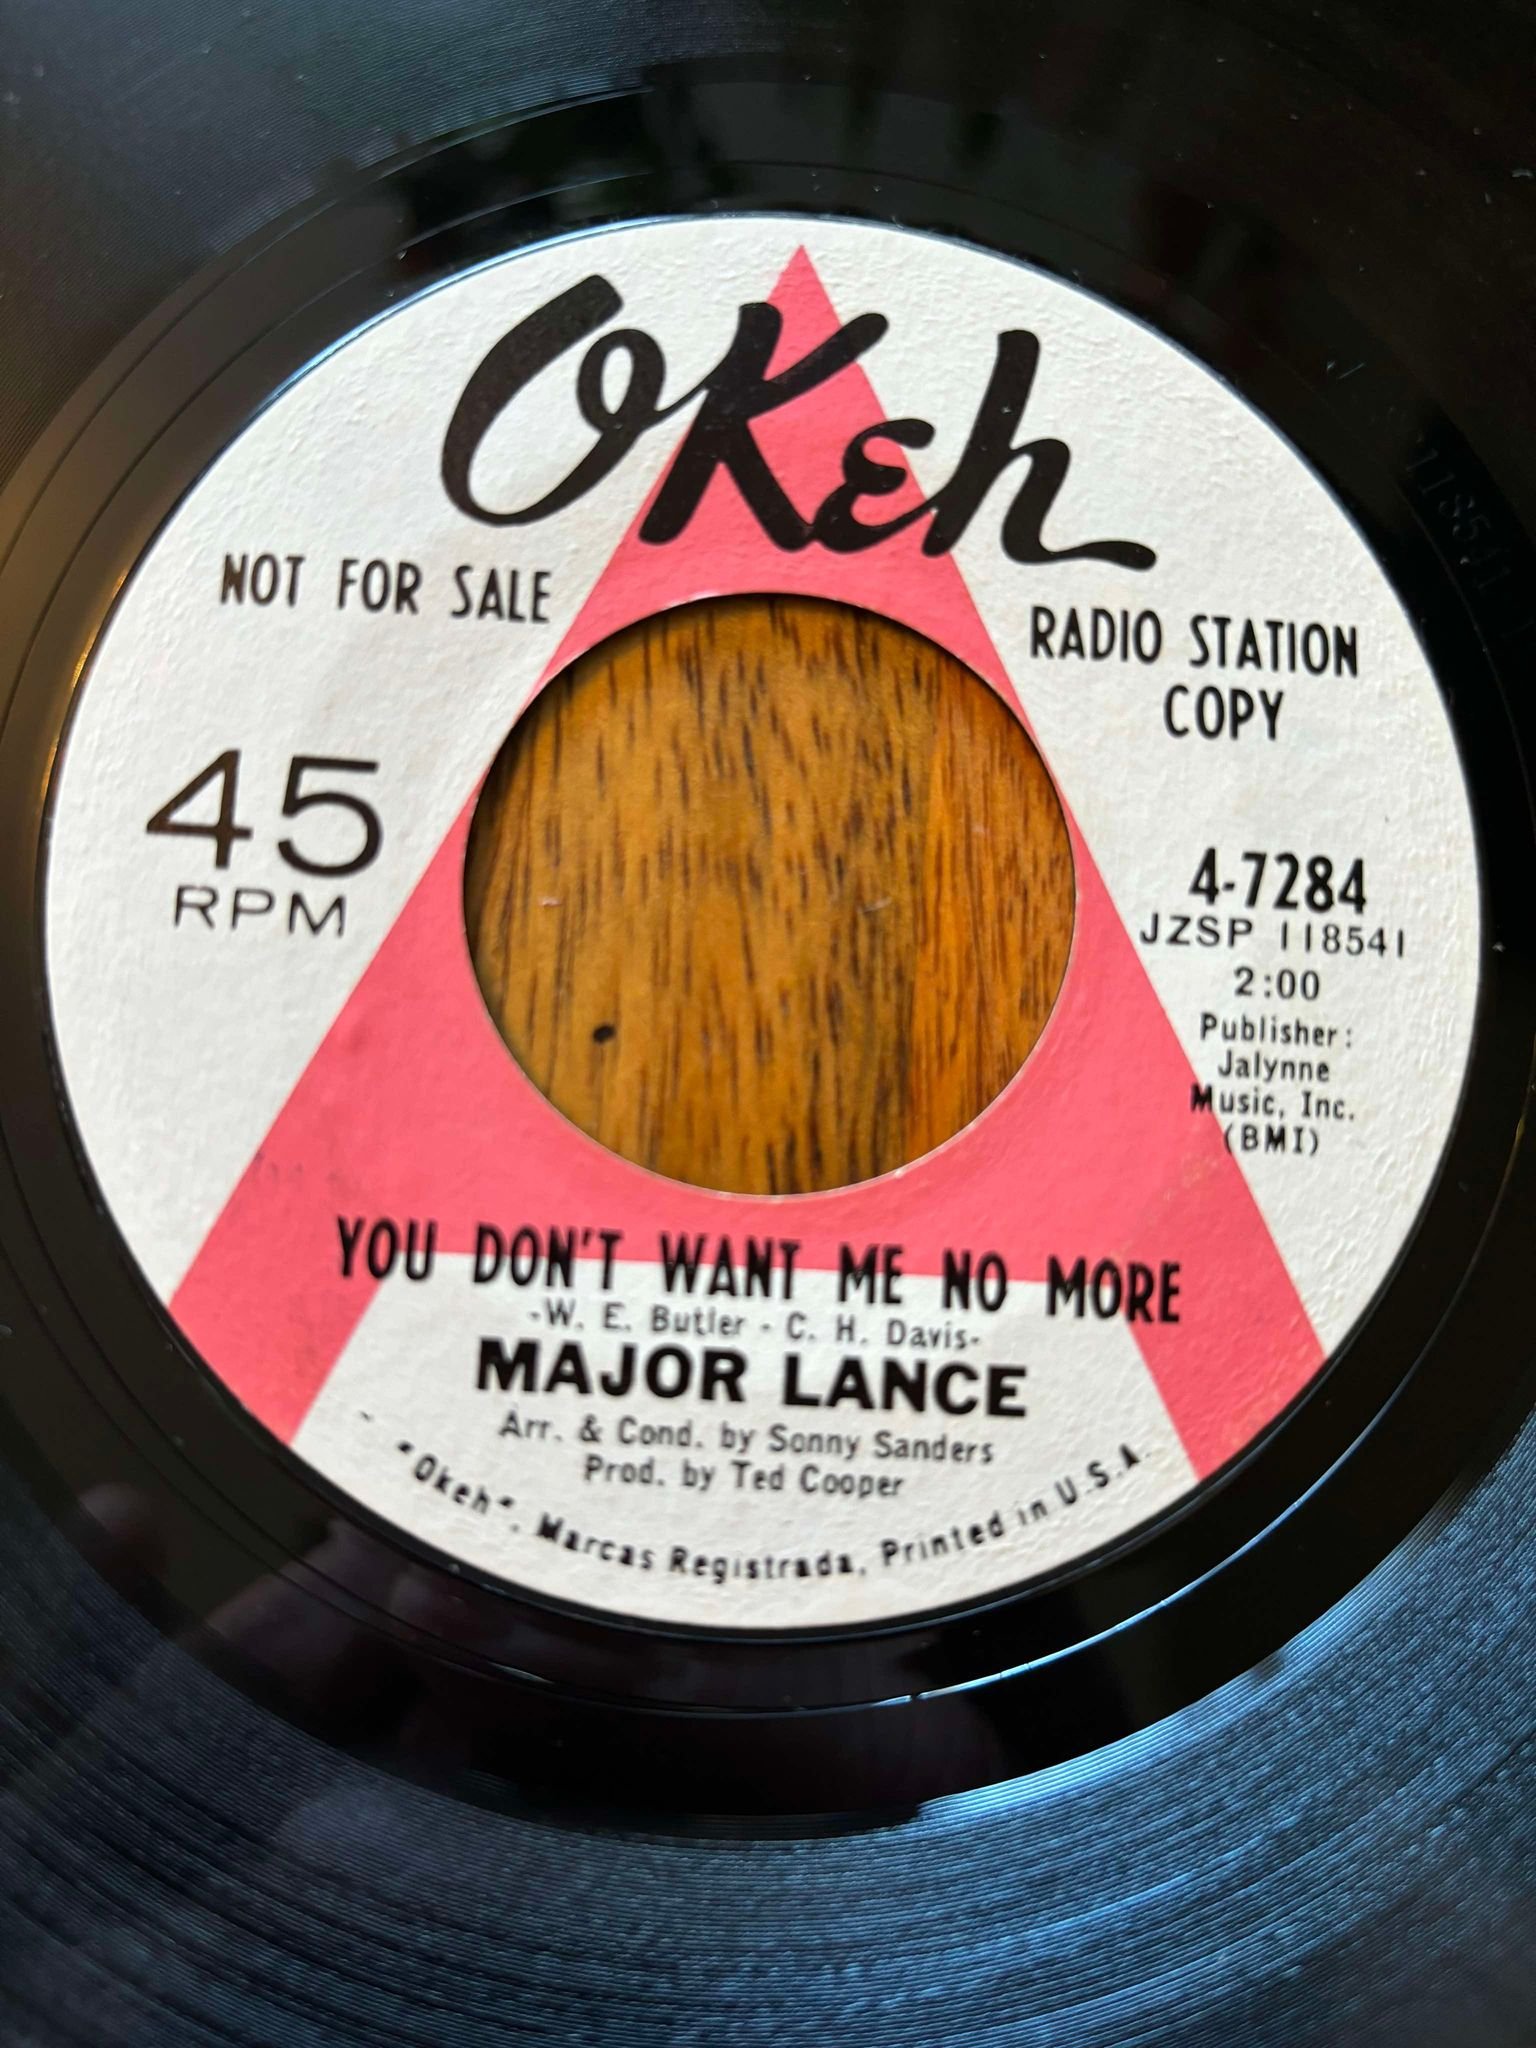 OKeh
NOT FOR SALE
RADIO STATION
COPY
45
RPM
4-7284
JZSP 118541
2:00
Publisher:
Jalynne
Music, Inc.
(BMI)
YOU DON'T WANT ME NO MORE
-W. E. Butler - C. H. Davis-
MAJOR LANCE
Arr. & Cond. by Sonny Sanders
Prod. by Ted Cooper
"Okeh", Marcas Registrada, Printed in U.S.A.